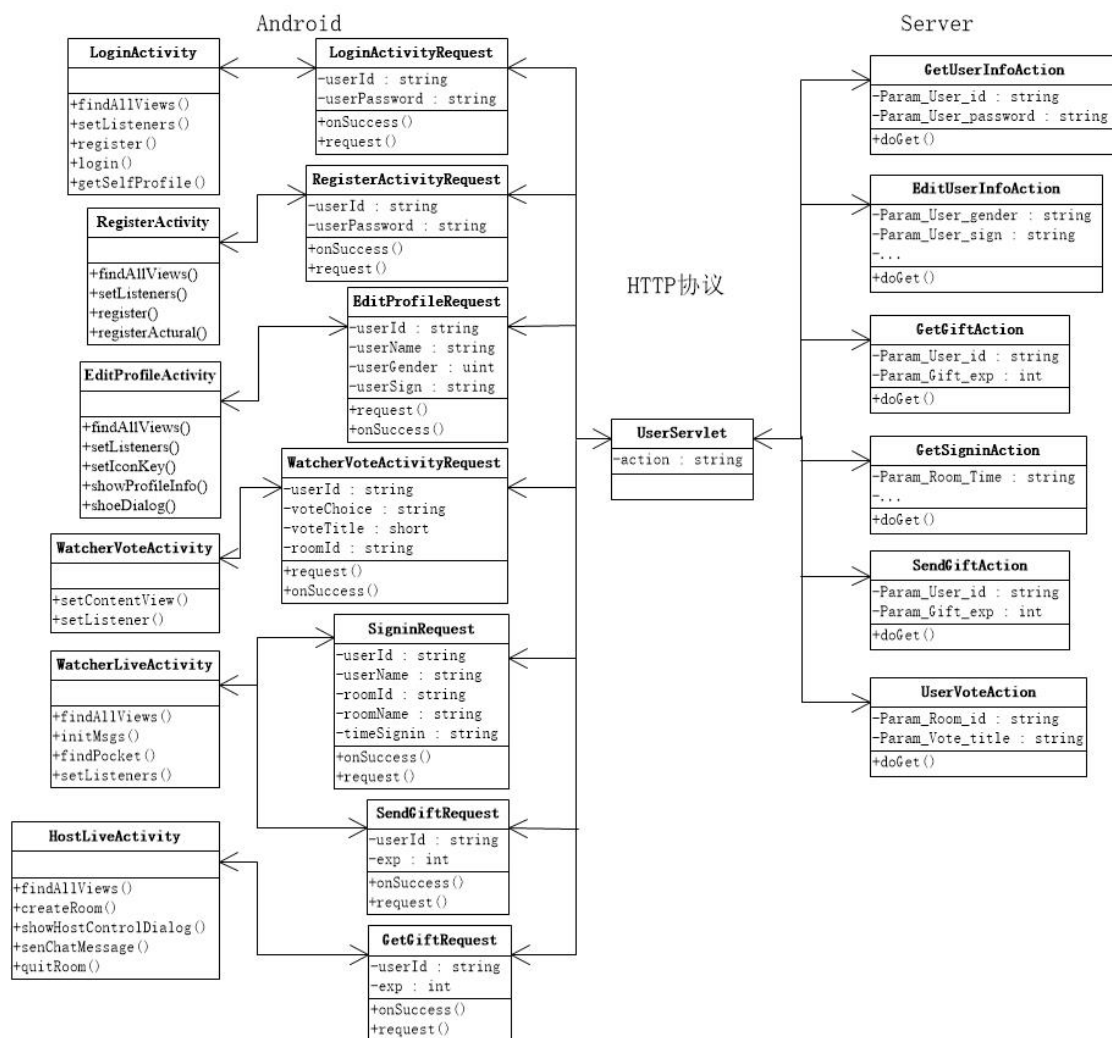 Android
Server
LoginActivity
+findAllViews()
+setListeners()
+register()
+login()
+getSelfProfile()
LoginActivityRequest
-userId : string
-userPassword : string
+onSuccess()
+request()
RegisterActivity
+findAllViews()
+setListeners()
+register()
+registerActural()
RegisterActivityRequest
-userId : string
-userPassword : string
+onSuccess()
+request()
EditProfileActivity
+findAllViews()
+setListeners()
+setIconKey()
+showProfileInfo()
+shoeDialog()
EditProfileRequest
-userId : string
-userName : string
-userGender : uint
-userSign : string
+request()
+onSuccess()
WatcherVoteActivity
+setContentView()
+setListener()
WatcherVoteActivityRequest
-userId : string
-voteChoice : string
-voteTitle : short
-roomId : string
+request()
+onSuccess()
WatcherLiveActivity
+findAllViews()
+initMsgs()
+findPocket()
+setListeners()
SigninRequest
-userId : string
-userName : string
-roomId : string
-roomName : string
-timeSignin : string
+onSuccess()
+request()
SendGiftRequest
-userId : string
-exp : int
+onSuccess()
+request()
HostLiveActivity
+findAllViews()
+createRoom()
+showHostControlDialog()
+senChatMessage()
+quitRoom()
GetGiftRequest
-userId : string
-exp : int
+onSuccess()
+request()
HTTP协议
UserServlet
-action : string
GetUserInfoAction
-Param_User_id : string
-Param_User_password : string
+doGet()
EditUserInfoAction
-Param_User_gender : string
-Param_User_sign : string
-...
+doGet()
GetGiftAction
-Param_User_id : string
-Param_Gift_exp : int
+doGet()
GetSigninAction
-Param_Room_Time : string
-...
+doGet()
SendGiftAction
-Param_User_id : string
-Param_Gift_exp : int
+doGet()
UserVoteAction
-Param_Room_id : string
-Param_Vote_title : string
+doGet()